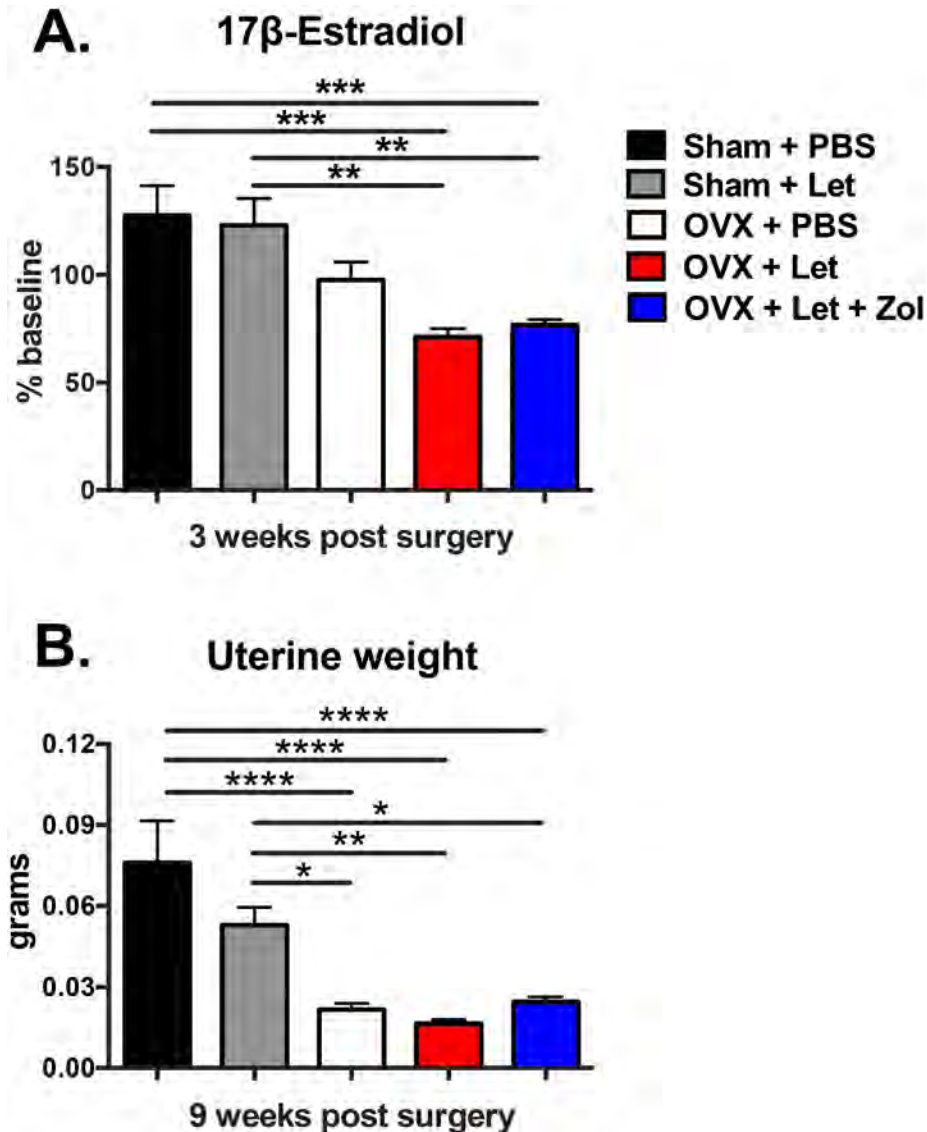 A.
17β-Estradiol
***
***
**
**
150
100
50
0
% baseline
3 weeks post surgery
Sham + PBS
Sham + Let
OVX + PBS
OVX + Let
OVX + Let + Zol
B.
Uterine weight
****
****
****
*
**
*
0.12
0.09
0.06
0.03
0.00
grams
9 weeks post surgery